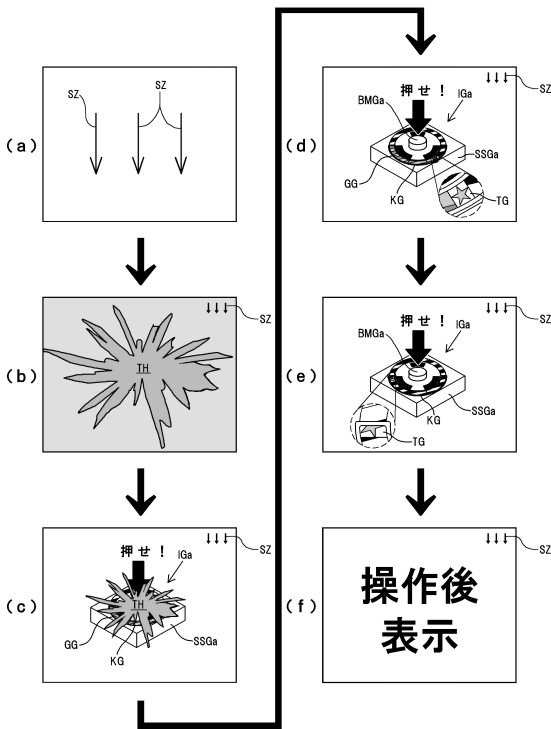 (a)
SZ
SZ
(b)
SZ
TH
(c)
SZ
押せ！
IGa
TH
GG
KG
SSGa
(d)
SZ
押せ！
BMGa
IGa
SSGa
GG
KG
TG
(e)
SZ
押せ！
BMGa
IGa
SSGa
KG
TG
(f)
SZ
操作後
表示